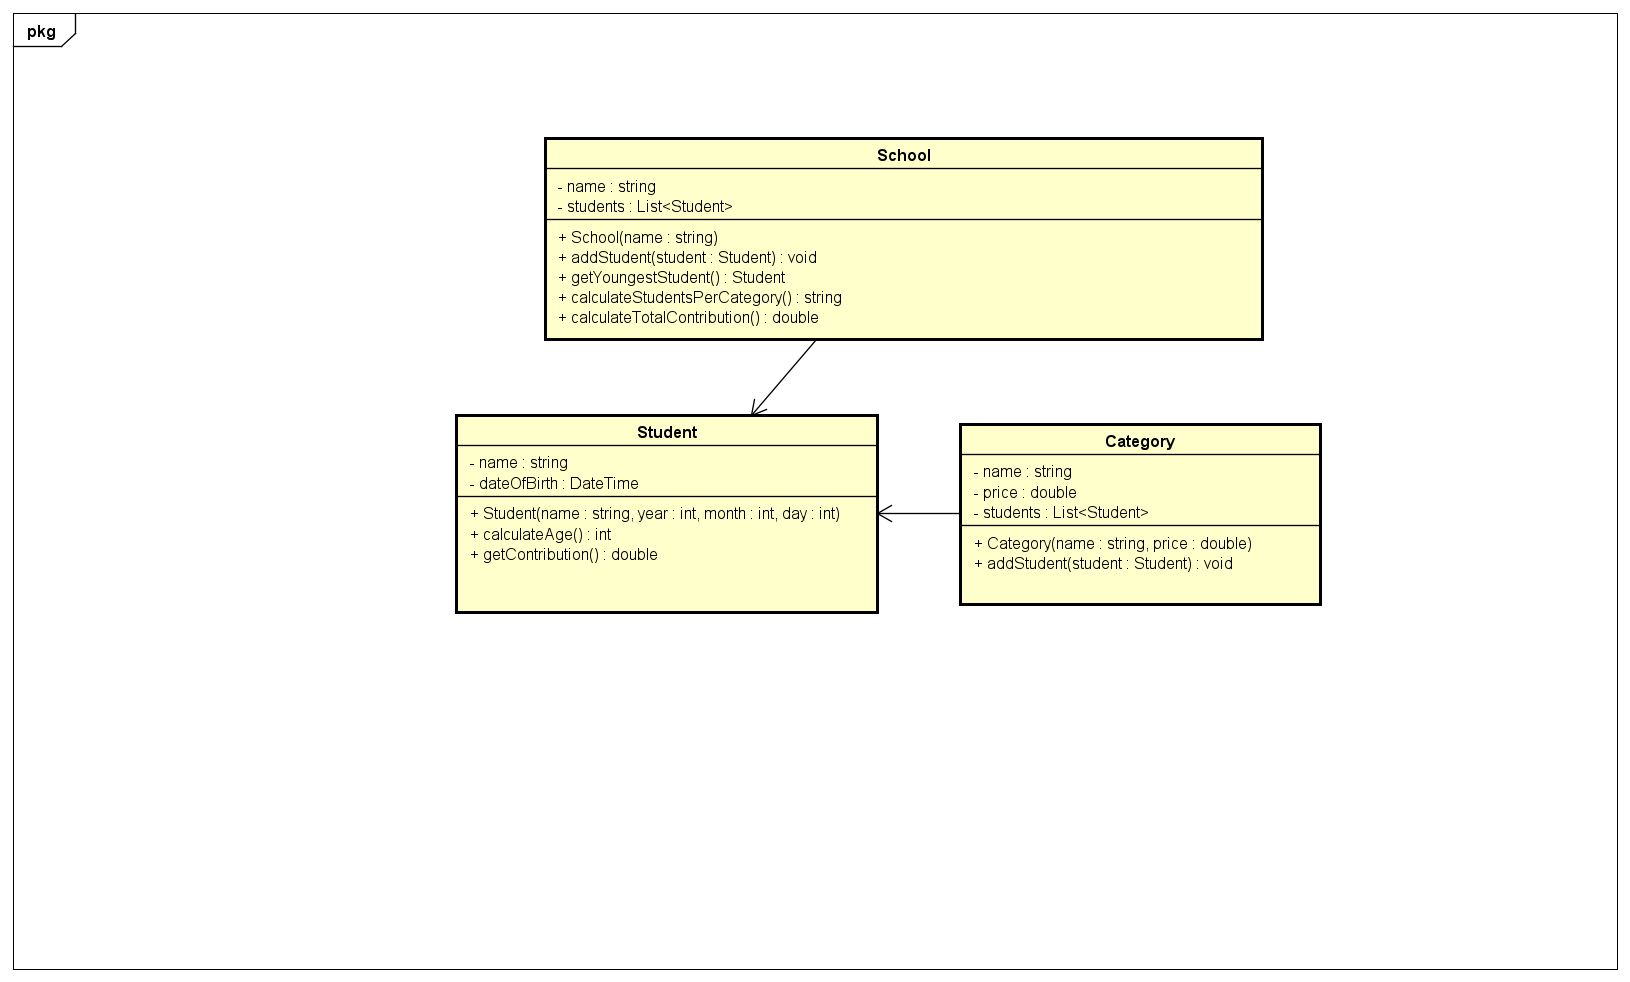 pkg
School
- name : string
- students : List<Student>
+ School(name : string)
+ addStudent(student : Student) : void
+ getYoungestStudent() : Student
+ calculateStudentsPerCategory() : string
+ calculateTotalContribution() : double
Student
- name : string
- dateOfBirth : DateTime
+ Student(name : string, year : int, month : int, day : int)
+ calculateAge() : int
+ getContribution() : double
Category
- name : string
- price : double
- students : List<Student>
+ Category(name : string, price : double)
+ addStudent(student : Student) : void